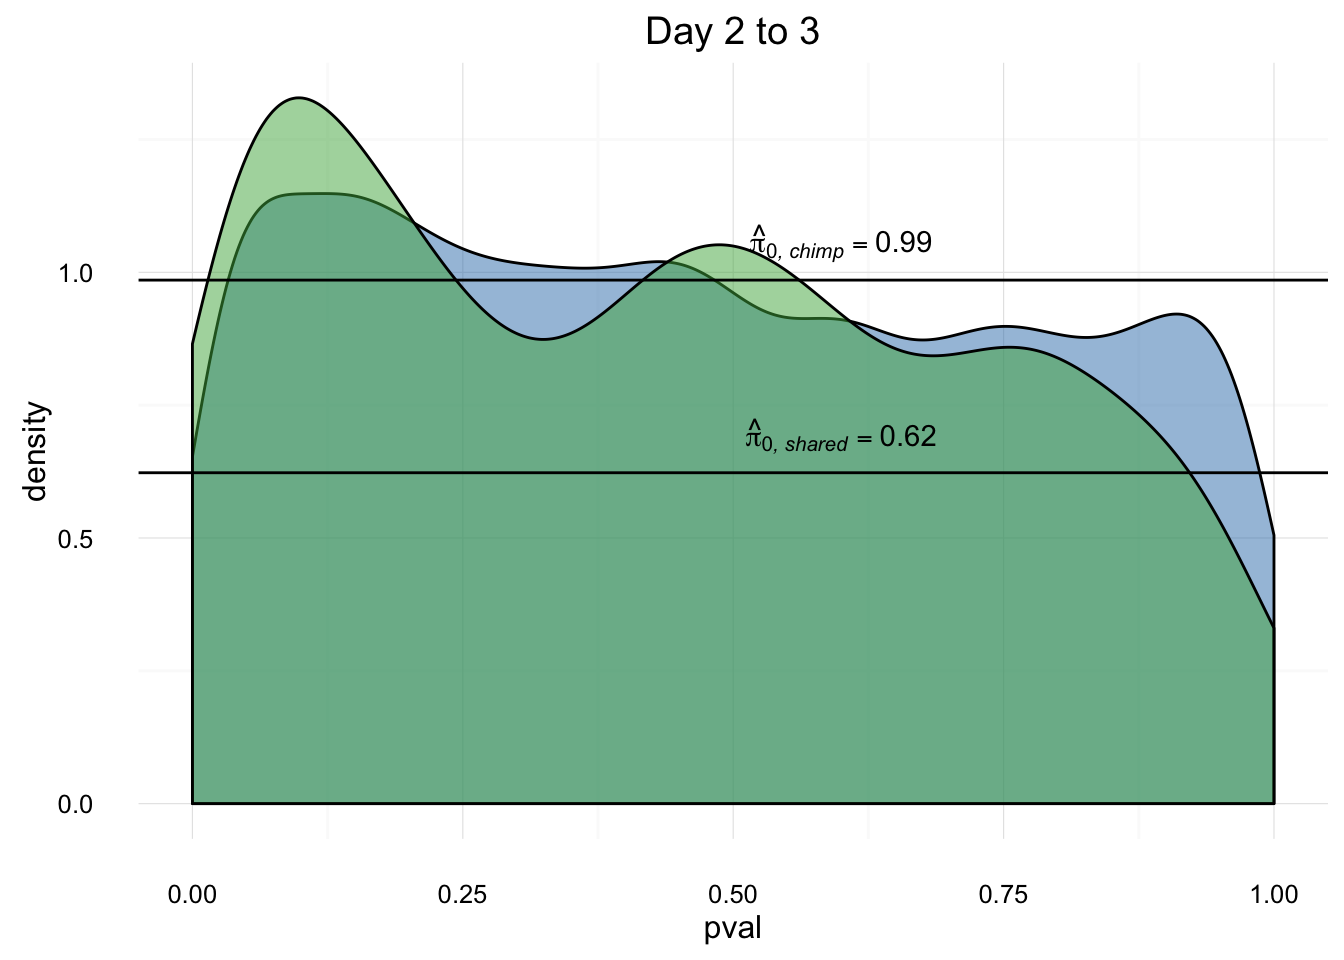 Day 2 to 3
density
1.0
0.5
0.0
π̂0, chimp = 0.99
π̂0, shared = 0.62
0.00 0.25 0.50 0.75 1.00
pval